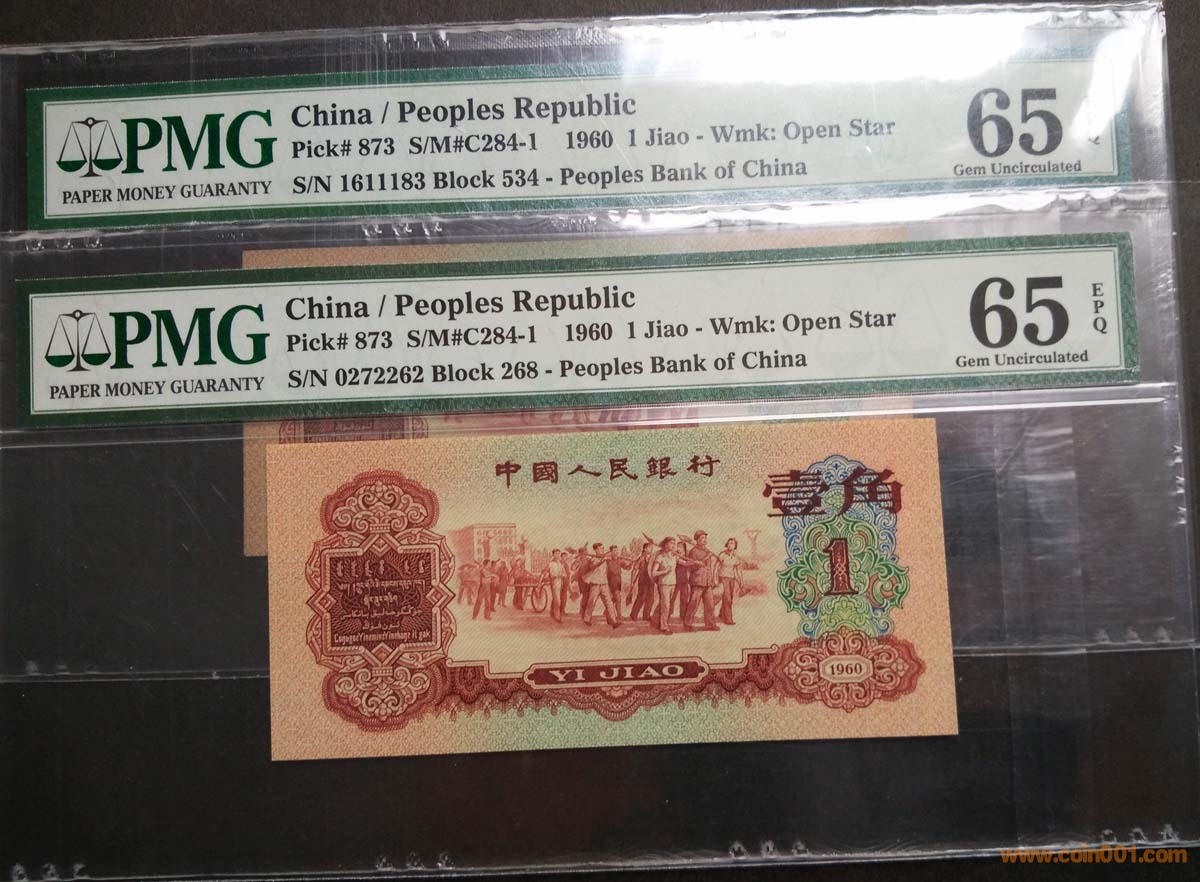 PMG
PAPER MONEY GUARANTY
China / Peoples Republic
Pick# 873 S/M#C284-1 1960 1 Jiao - Wmk: Open Star
S/N 1611183 Block 534 - Peoples Bank of China
65
Gem Uncirculated
Q
PMG
PAPER MONEY GUARANTY
China / Peoples Republic
Pick# 873 S/M#C284-1 1960 1 Jiao - Wmk: Open Star
S/N 0272262 Block 268 - Peoples Bank of China
65
EPQ
Gem Uncirculated
中國人民銀行
壹角
1
YI JIAO
1960
www.coin001.com